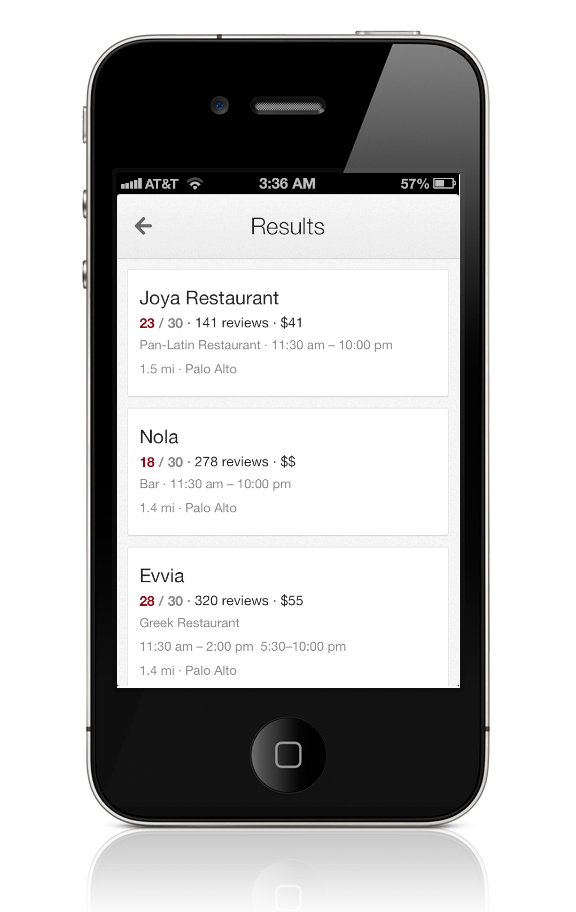 AT&T 3:36 AM 57%
Results
Joya Restaurant
23 / 30 · 141 reviews · $41
Pan-Latin Restaurant · 11:30 am – 10:00 pm
1.5 mi · Palo Alto
Nola
18 / 30 · 278 reviews · $$
Bar · 11:30 am – 10:00 pm
1.4 mi · Palo Alto
Evvia
28 / 30 · 320 reviews · $55
Greek Restaurant
11:30 am – 2:00 pm  5:30–10:00 pm
1.4 mi · Palo Alto